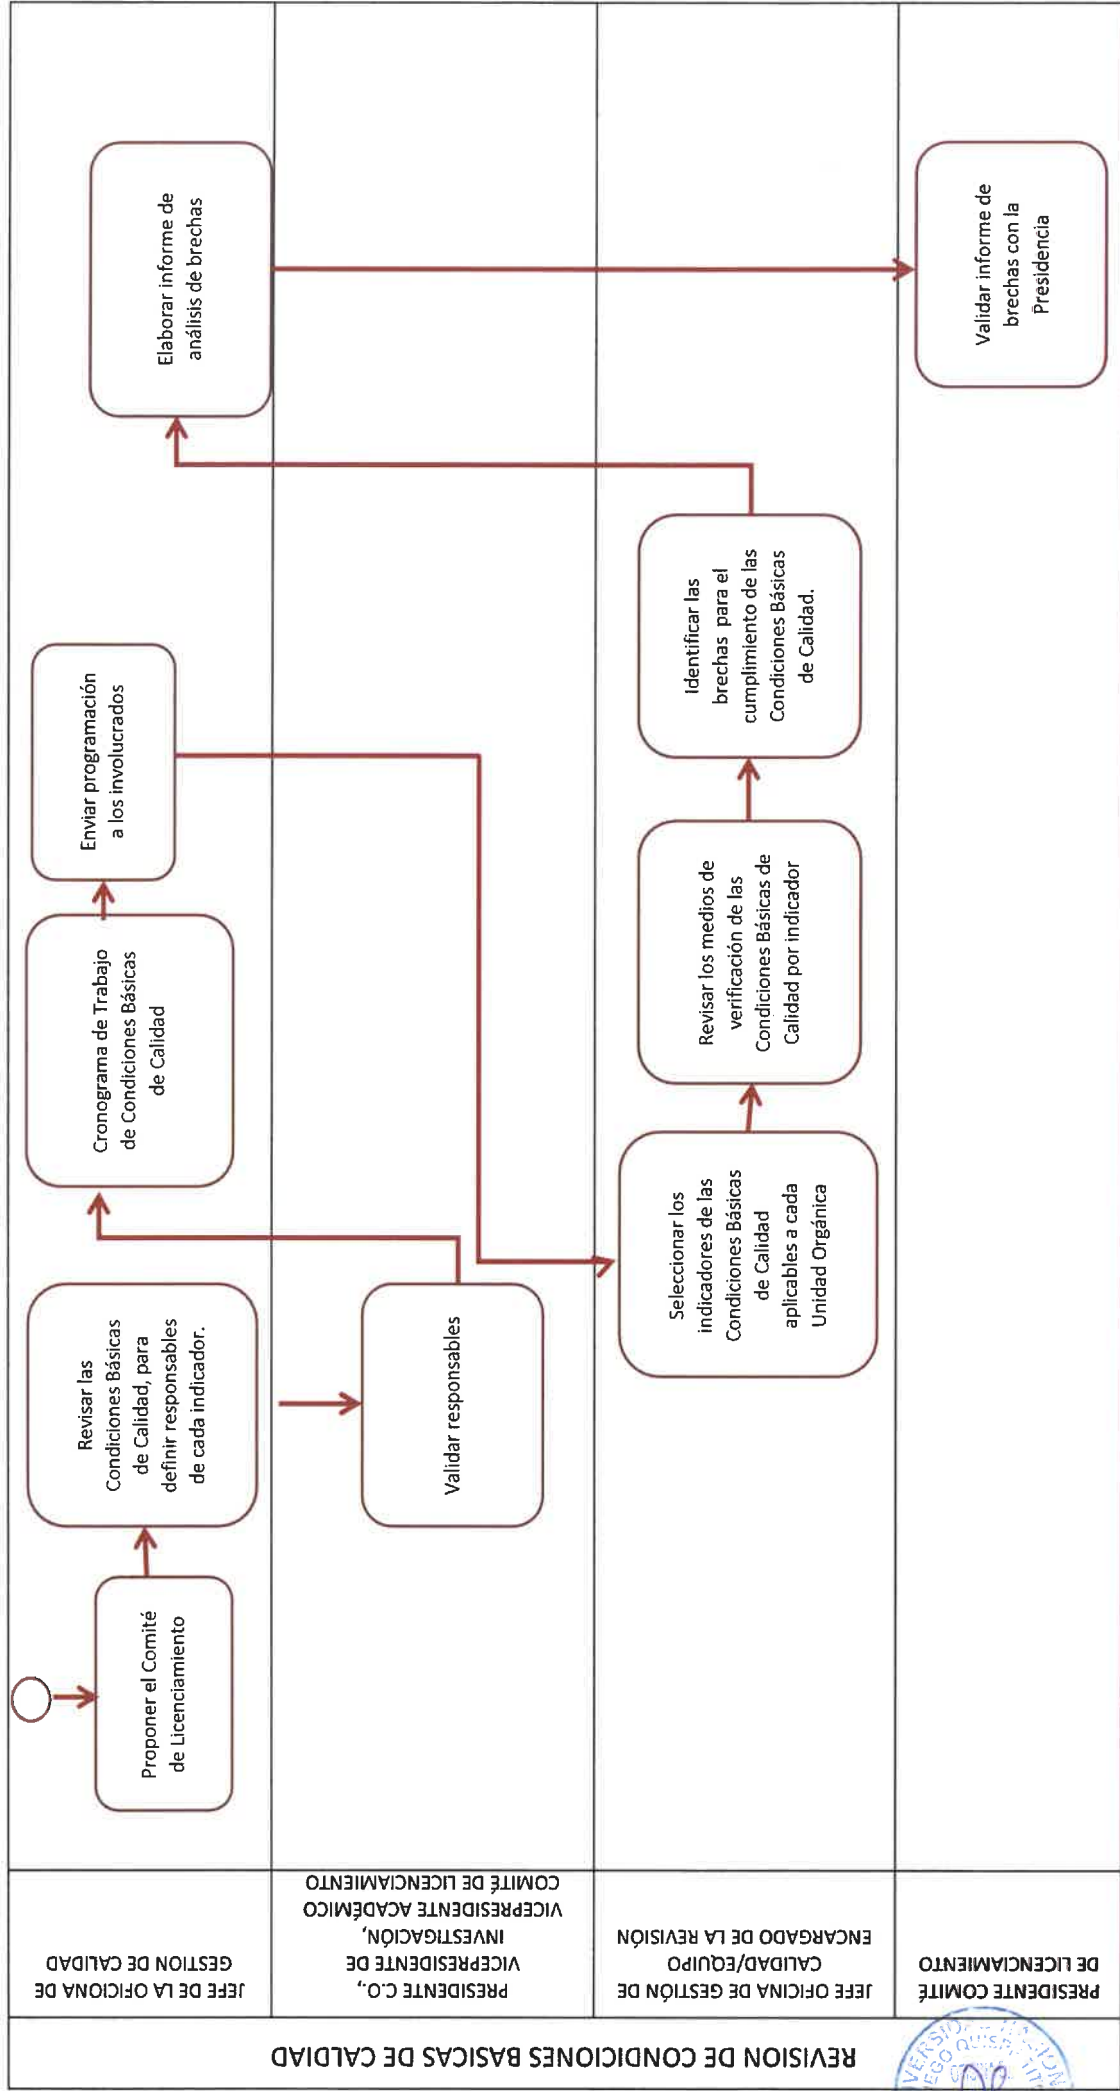 REVISION DE CONDICIONES BASICAS DE CALDIAD
JEFE DE LA OFICIONA DE
GESTION DE CALIDAD
PRESIDENTE C.O.,
VICEPRESIDENTE DE
INVESTIGACIÓN,
VICEPRESIDENTE ACADÉMICO
COMITÉ DE LICENCIAMIENTO
JEFE OFICINA DE GESTIÓN DE
CALIDAD/EQUIPO
ENCARGADO DE LA REVISIÓN
PRESIDENTE COMITÉ
DE LICENCIAMIENTO
Proponer el Comité
de Licenciamiento
Revisar las
Condiciones Básicas
de Calidad, para
definir responsables
de cada indicador.
Validar responsables
Cronograma de Trabajo
de Condiciones Básicas
de Calidad
Enviar programación
a los involucrados
Seleccionar los
indicadores de las
Condiciones Básicas
de Calidad
aplicables a cada
Unidad Orgánica
Revisar los medios de
verificación de las
Condiciones Básicas de
Calidad por indicador
Identificar las
brechas para el
cumplimiento de las
Condiciones Básicas
de Calidad.
Elaborar informe de
análisis de brechas
Validar informe de
brechas con la
Presidencia